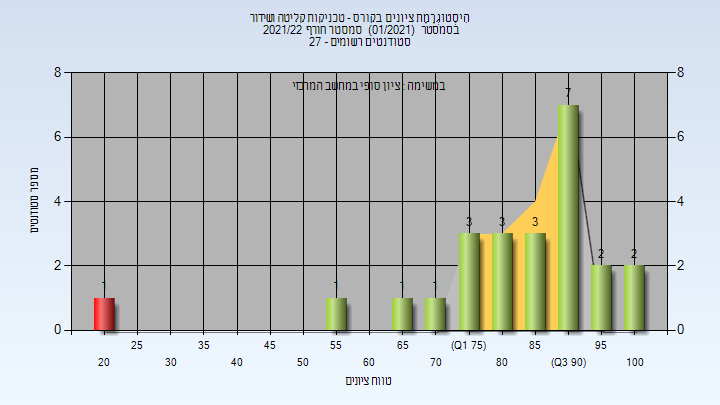 היסטוגרמת ציונים בקורס - טכניקות קליטה ושידור
בסמסטר (01/2021) סמסטר חורף 2021/22
סטודנטים רשומים - 27
במשימה : ציון סופי במחשב המרכזי
8 8
6 6
4 4
2 2
0 0
מספר סטודנטים
1 1 1 1 3 3 3 7 2 2
25 35 45 55 65 (Q1 75) 85 95
20 30 40 50 60 70 80 (Q3 90) 100
טווח ציונים